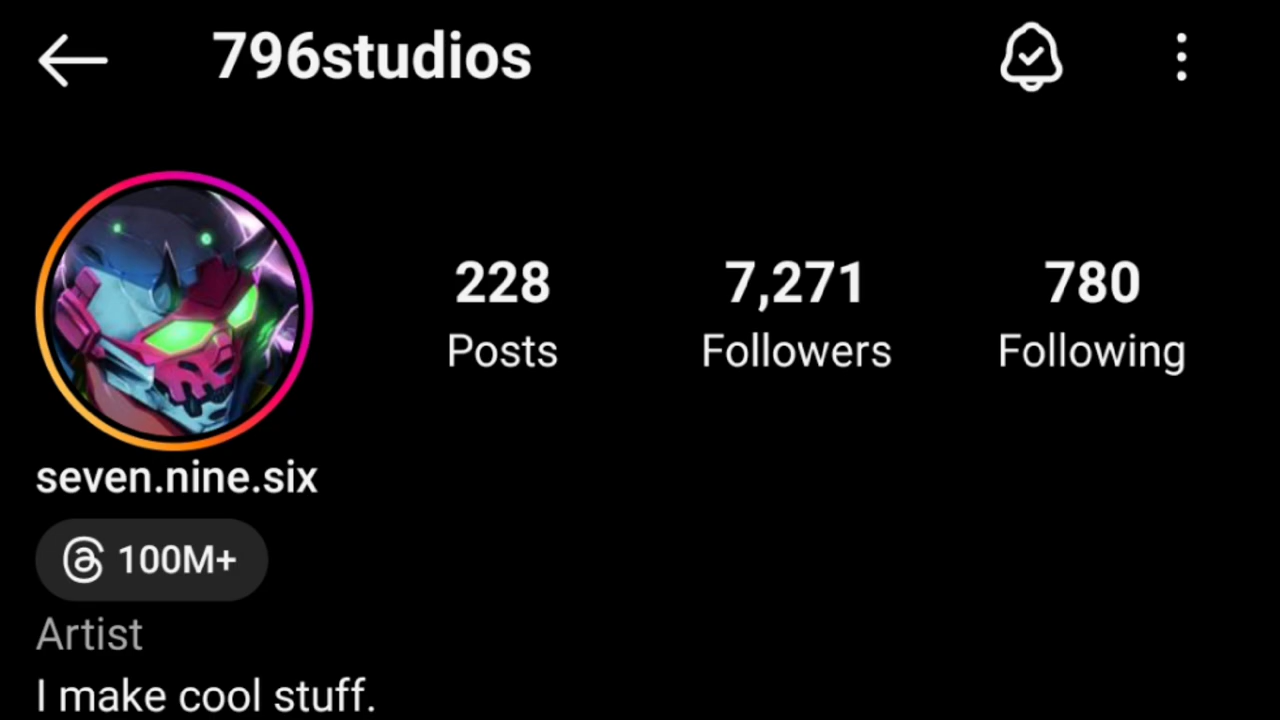 796studios
228 7,271 780
Posts Followers Following
seven.nine.six
100M+
Artist
I make cool stuff.